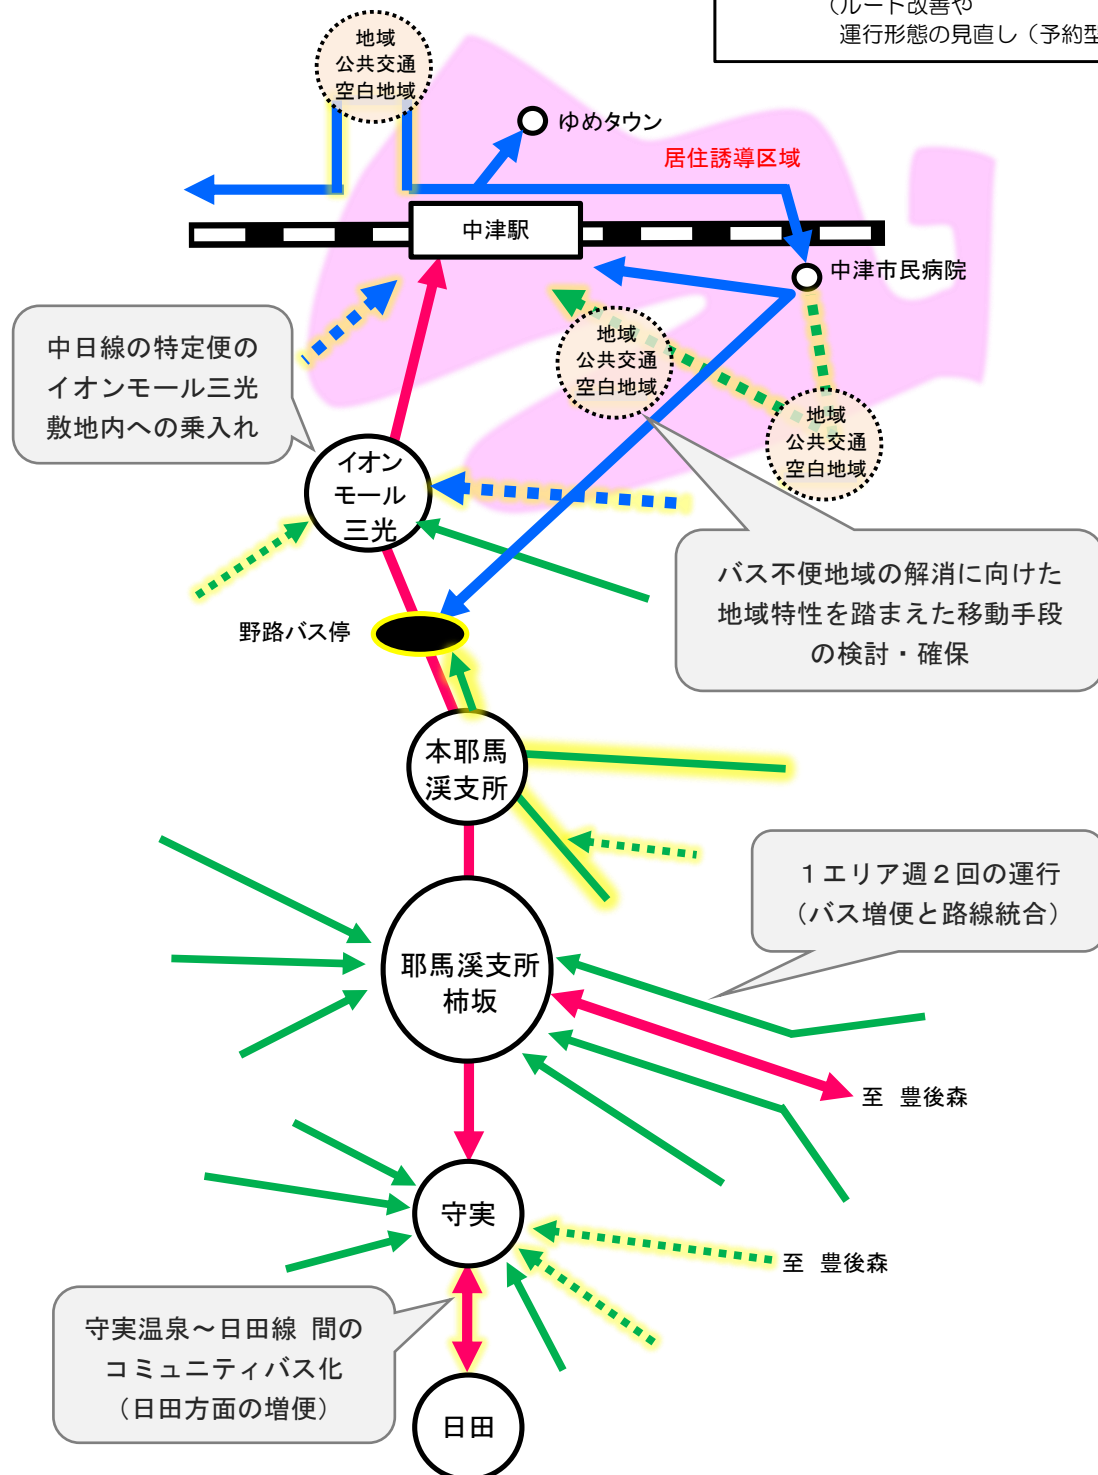 （ルート改善や
運行形態の見直し（予約型
地域
公共交通
空白地域
ゆめタウン
居住誘導区域
中津駅
中津市民病院
中日線の特定便の
イオンモール三光
敷地内への乗入れ
地域
公共交通
空白地域
地域
公共交通
空白地域
イオン
モール
三光
バス不便地域の解消に向けた
地域特性を踏まえた移動手段
の検討・確保
野路バス停
本耶馬
渓支所
１エリア週２回の運行
（バス増便と路線統合）
耶馬渓支所
柿坂
至 豊後森
守実
至 豊後森
守実温泉～日田線 間の
コミュニティバス化
（日田方面の増便）
日田